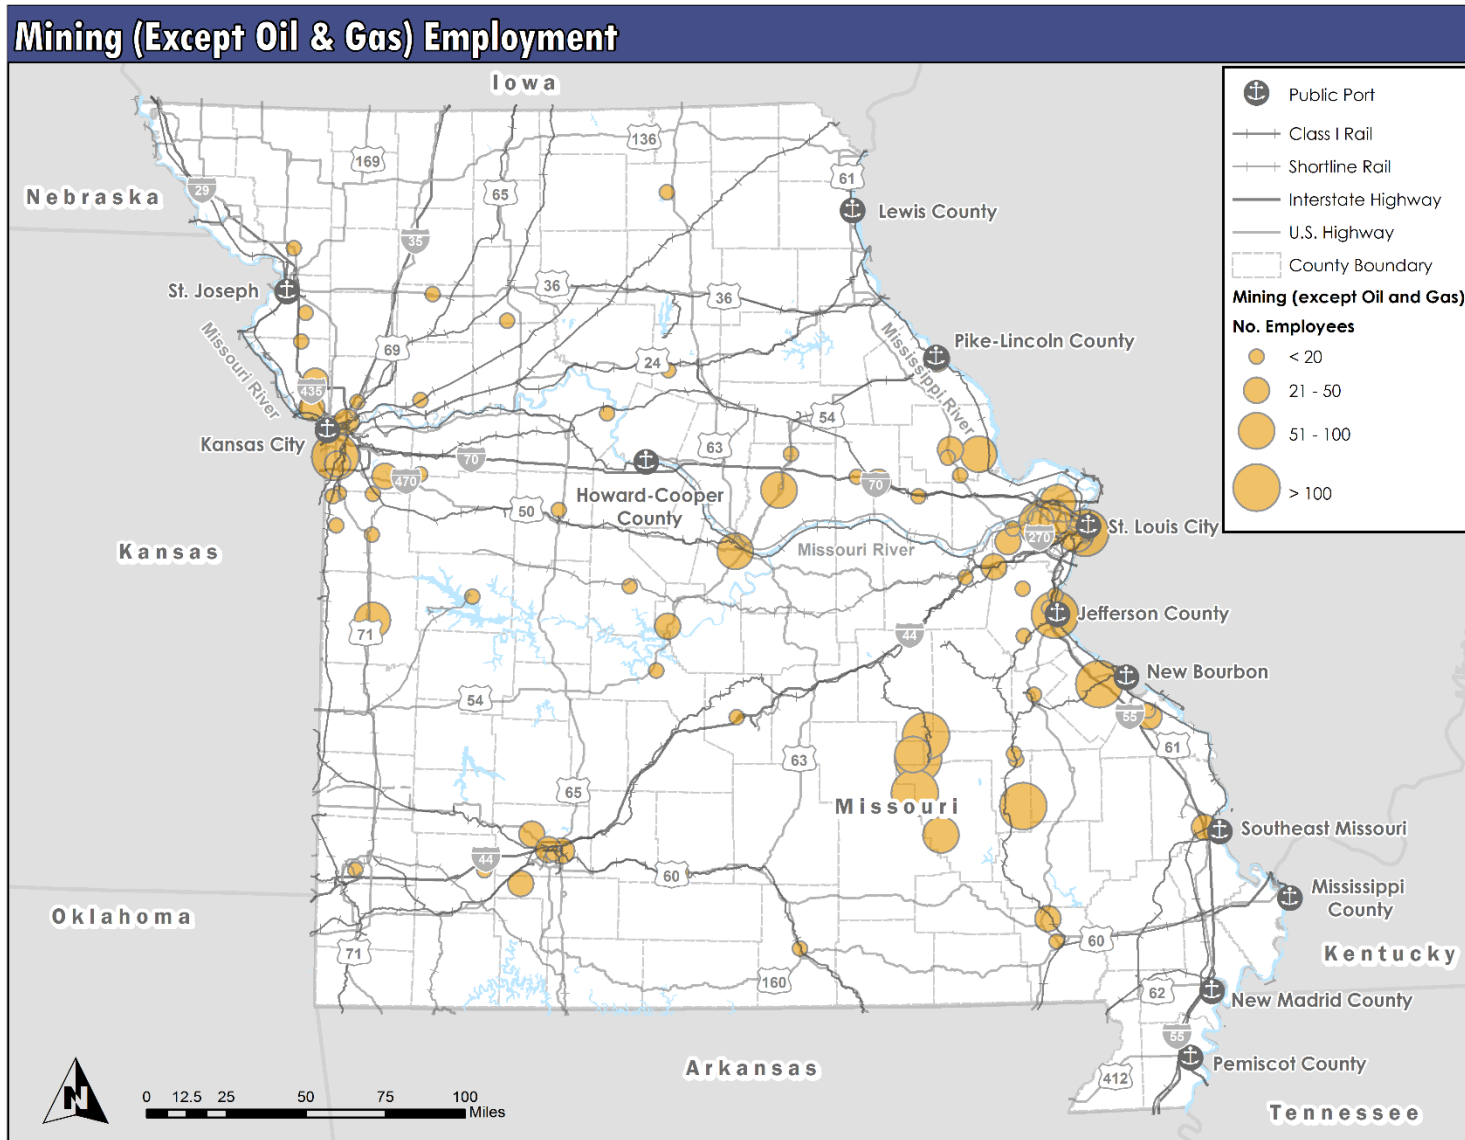 Mining (Except Oil & Gas) Employment
Iowa
Public Port
Class I Rail
Shortline Rail
Interstate Highway
U.S. Highway
County Boundary
Mining (except Oil and Gas)
No. Employees
< 20
21 - 50
51 - 100
> 100
136
169
61
29
65
Nebraska
Lewis County
35
St. Joseph
36
36
Missouri River
69
24
Pike-Lincoln County
Mississippi River
435
54
Kansas City
63
70
470
70
Howard-Cooper
County
50
St. Louis City
270
Kansas
Missouri River
71
Jefferson County
44
New Bourbon
54
55
61
63
65
Missouri
Southeast Missouri
44
60
Mississippi
County
Oklahoma
60
71
Kentucky
160
62
New Madrid County
55
Arkansas
Pemiscot County
412
N
0 12.5 25 50 75 100
Miles
Tennessee